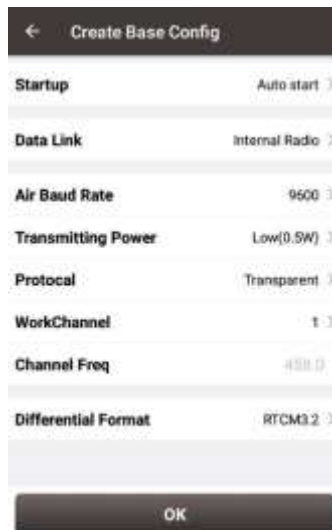 Create Base Config
Startup Auto start
Data Link Internal Radio
Air Baud Rate 9600
Transmitting Power Low(0.5W)
Protocal Transparent
WorkChannel 1
Channel Freq
Differential Format RTCM3.2
OK